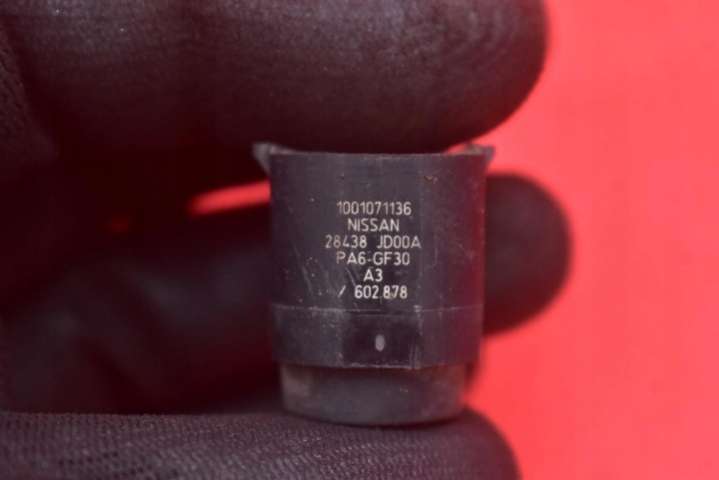 1001071136
NISSAN
28438 JD00A
PA6-GF30
A3
/ 602.878